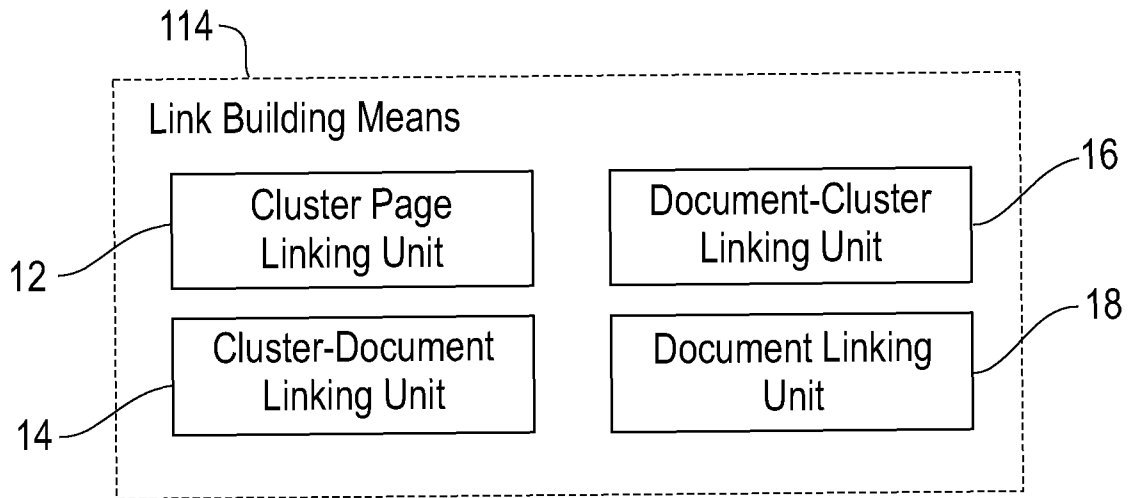 114
Link Building Means
Cluster Page
Linking Unit
12
Document-Cluster
Linking Unit
16
Cluster-Document
Linking Unit
14
Document Linking
Unit
18